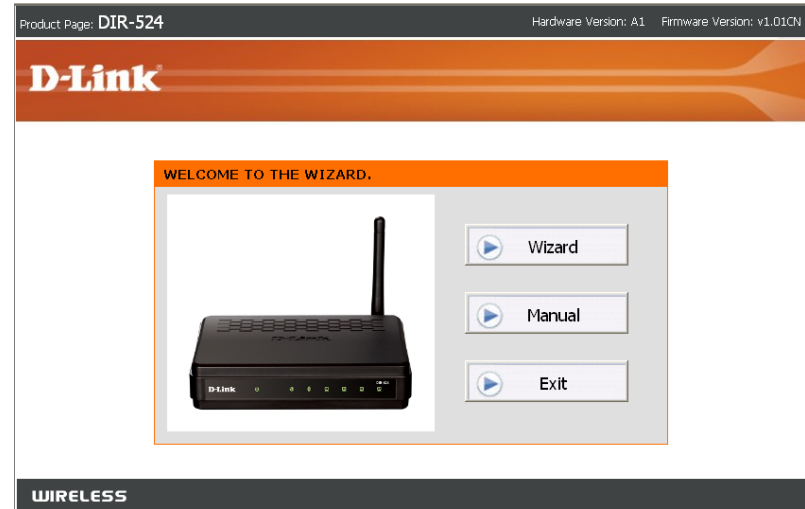 Product Page: DIR-524 Hardware Version: A1 Firmware Version: v1.01CN
D-Link
WELCOME TO THE WIZARD.
Wizard
Manual
Exit
D-Link
WIRELESS